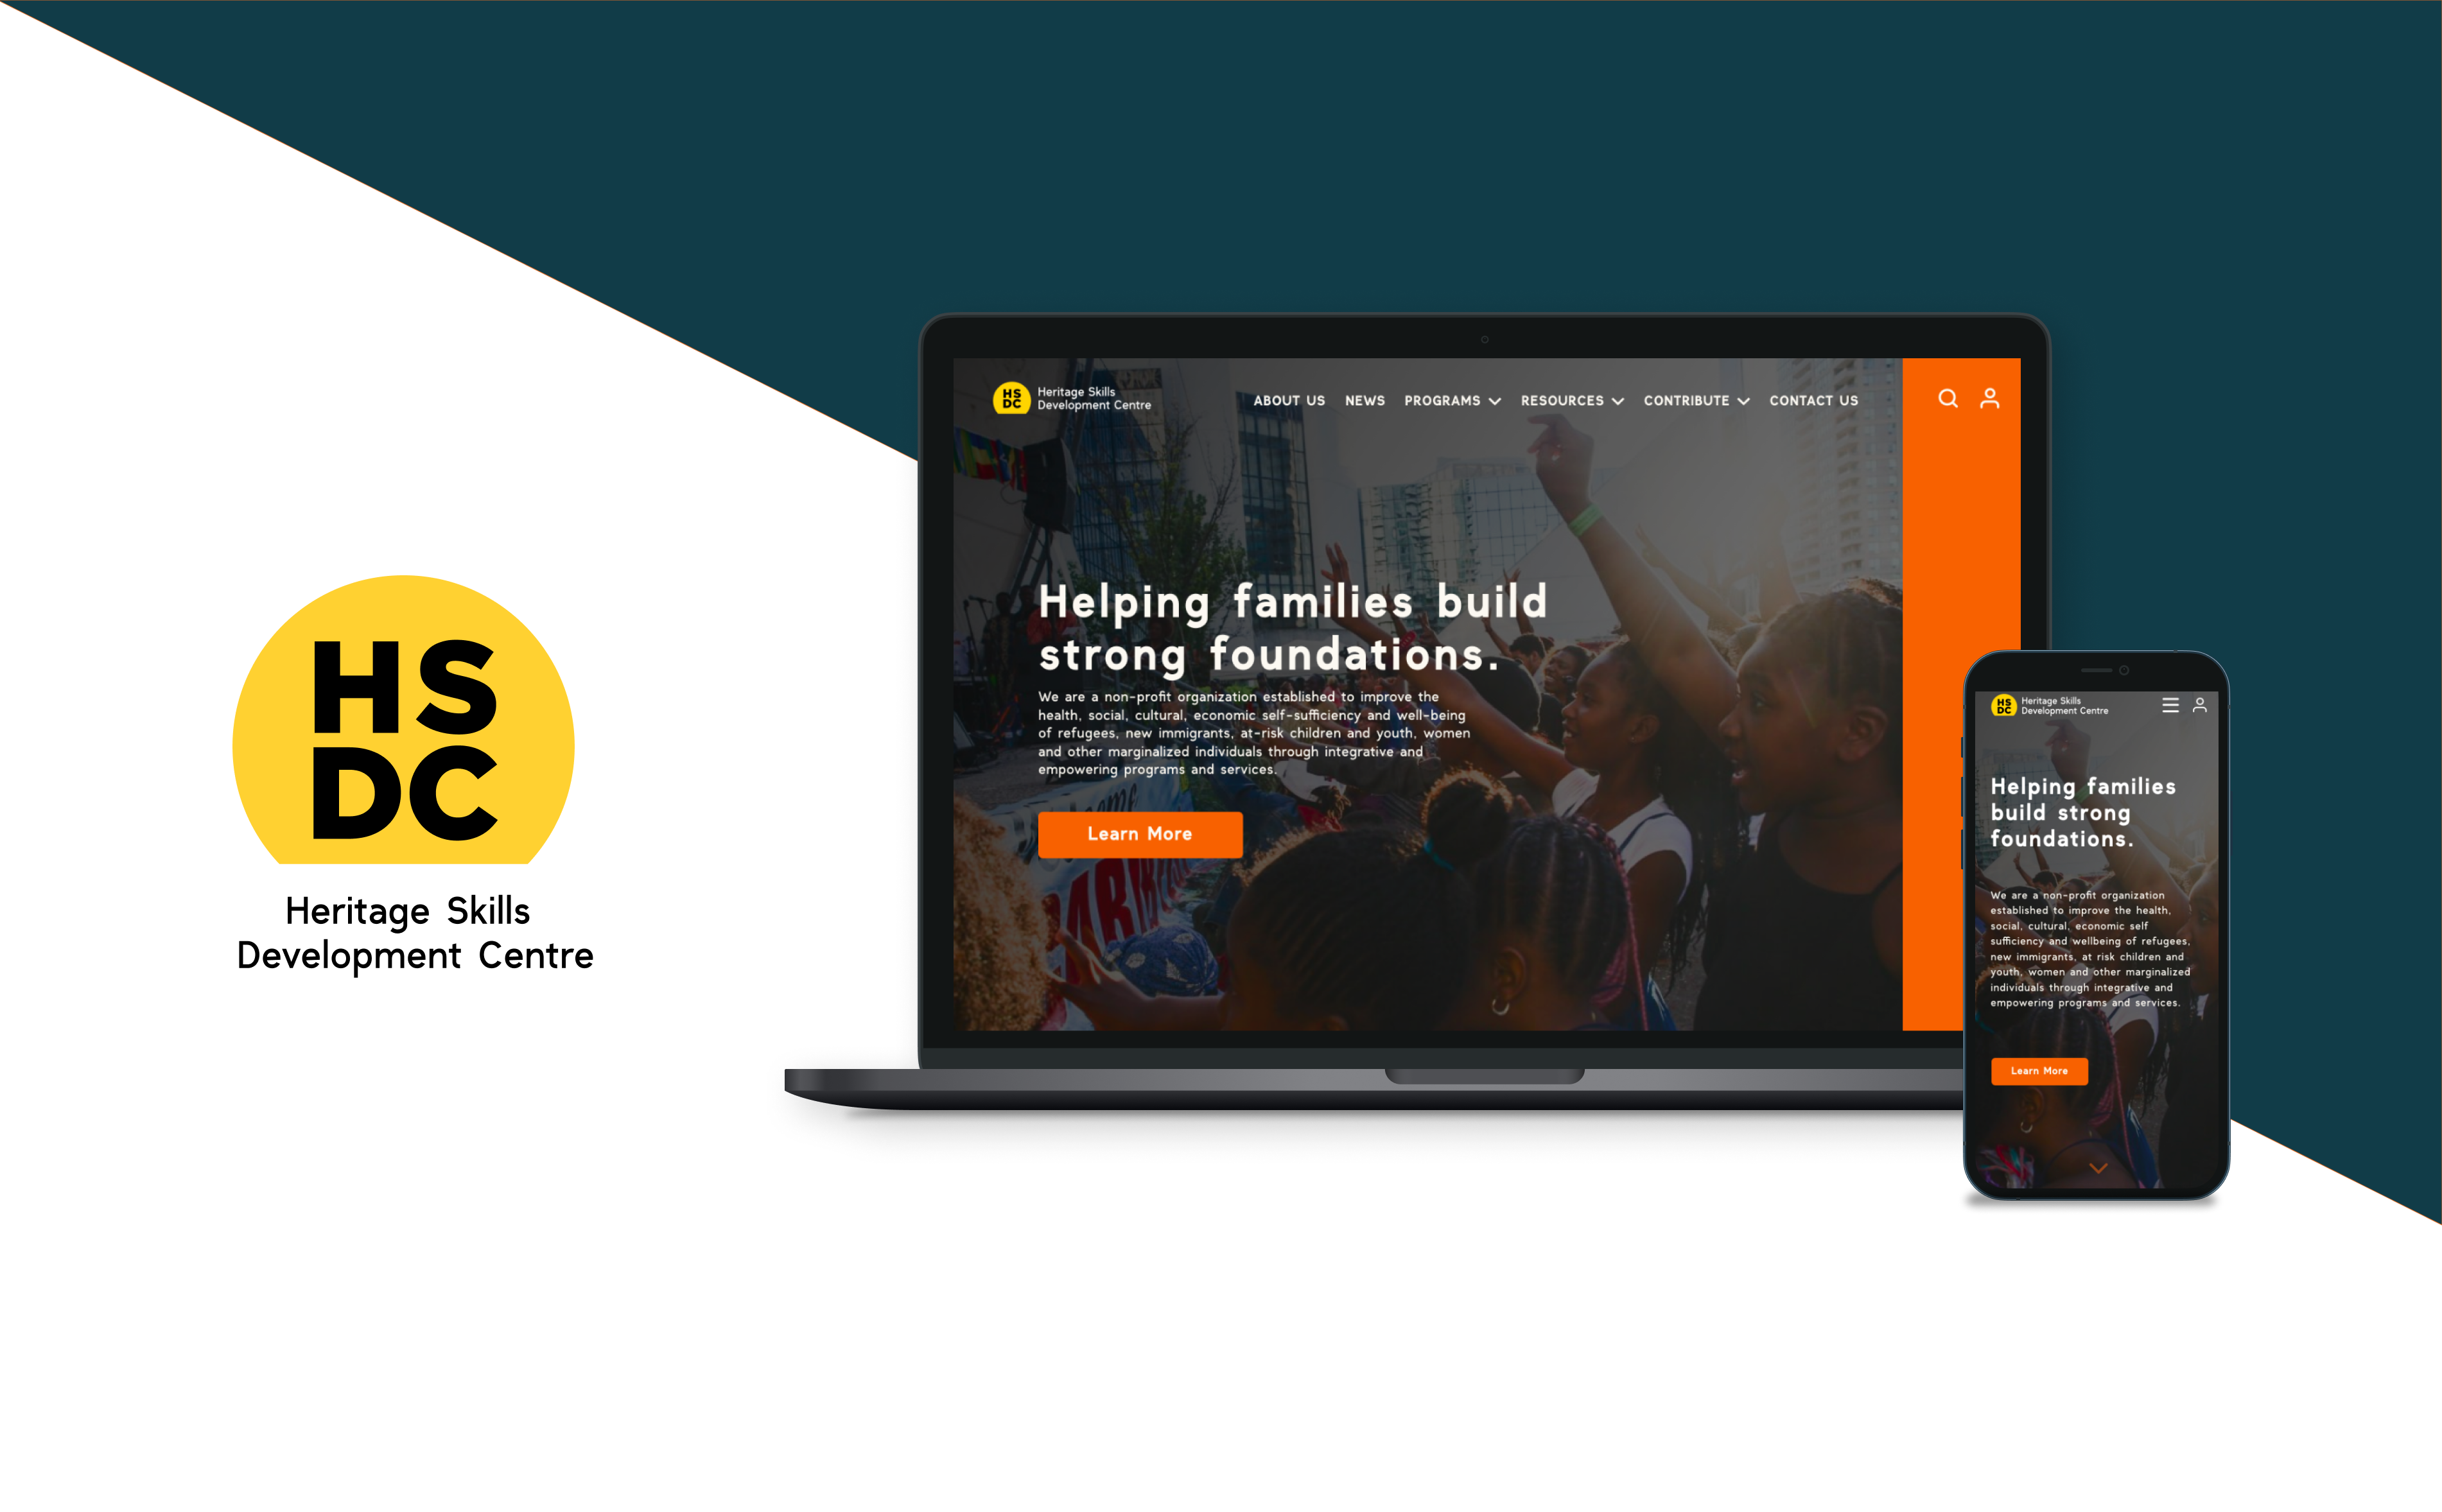 HS
DC
Heritage Skills
Development Centre
HS
DC
Heritage Skills
Development Centre
ABOUT US NEWS PROGRAMS RESOURCES CONTRIBUTE CONTACT US
Helping families build
strong foundations.
We are a non-profit organization established to improve the
health, social, cultural, economic self-sufficiency and well-being
of refugees, new immigrants, at-risk children and youth, women
and other marginalized individuals through integrative and
empowering programs and services.
Learn More
HS
DC
Heritage Skills
Development Centre
Helping families
build strong
foundations.
We are a non-profit organization
established to improve the health,
social, cultural, economic self
sufficiency and wellbeing of refugees,
new immigrants, at risk children and
youth, women and other marginalized
individuals through integrative and
empowering programs and services.
Learn More